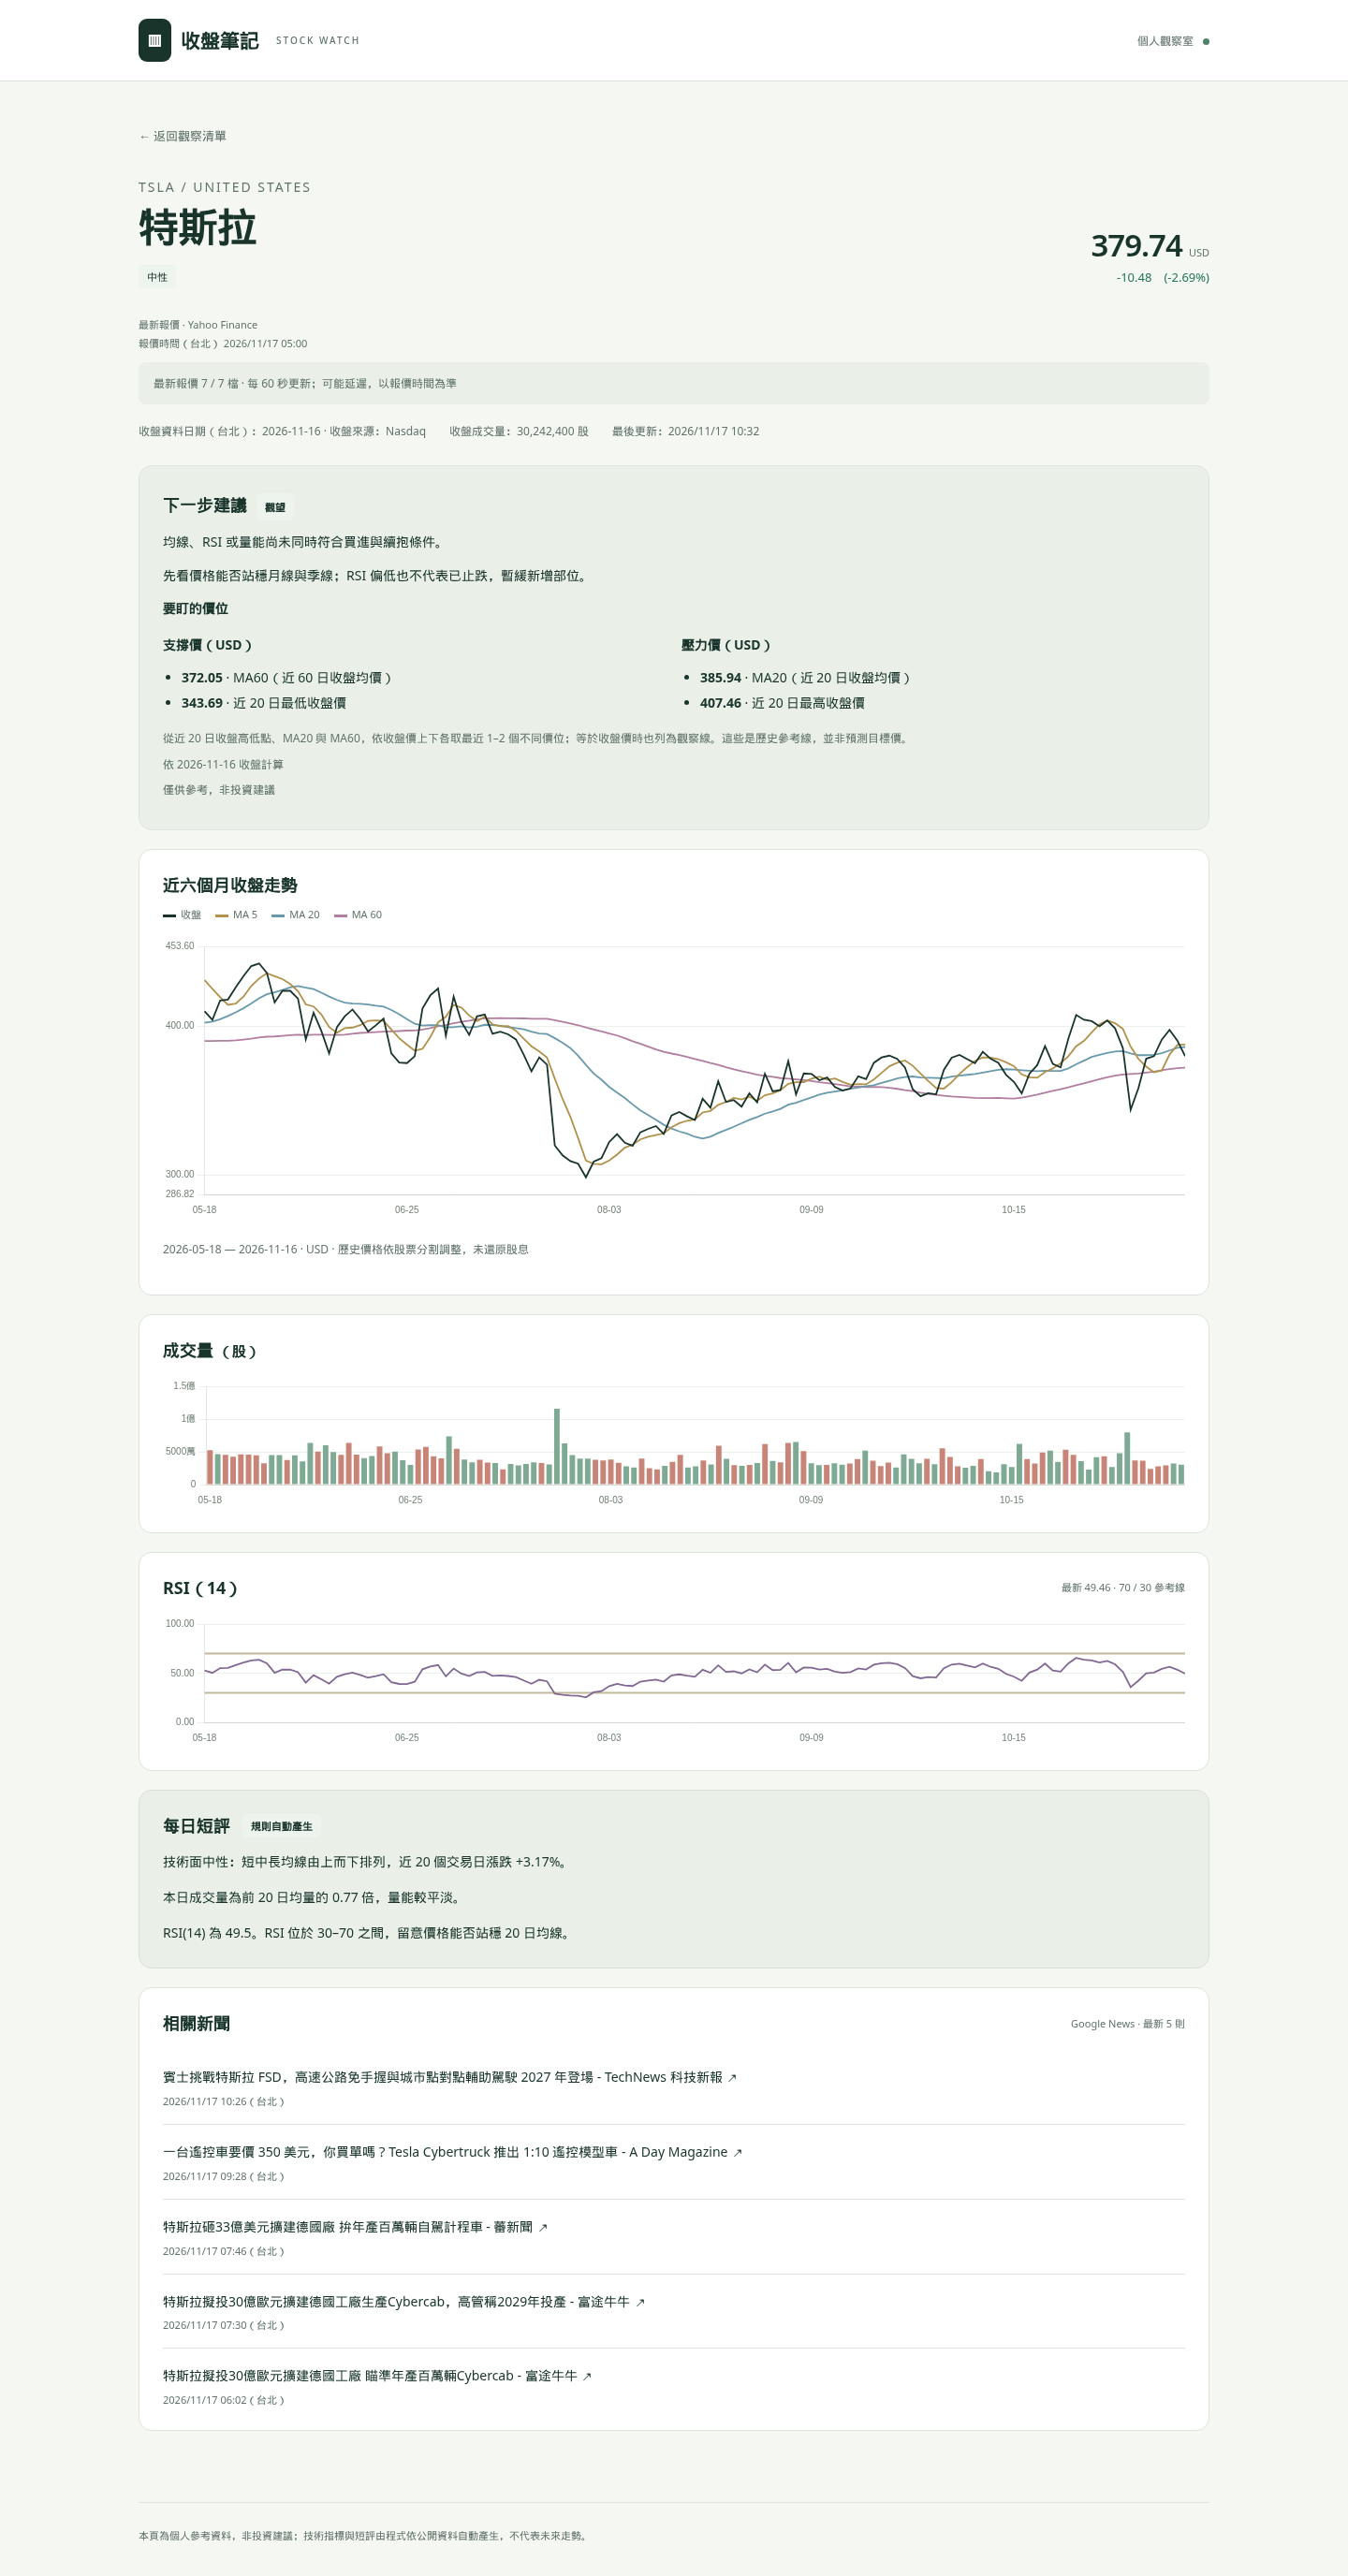 收盤筆記 STOCK WATCH
個人觀察室
← 返回觀察清單
TSLA / UNITED STATES
特斯拉
379.74 USD
中性
-10.48 (-2.69%)
最新報價 · Yahoo Finance
報價時間（台北） 2026/11/17 05:00
最新報價 7 / 7 檔 · 每 60 秒更新；可能延遲，以報價時間為準
收盤資料日期（台北）：2026-11-16 · 收盤來源：Nasdaq 收盤成交量：30,242,400 股 最後更新：2026/11/17 10:32
下一步建議 觀望
均線、RSI 或量能尚未同時符合買進與續抱條件。
先看價格能否站穩月線與季線；RSI 偏低也不代表已止跌，暫緩新增部位。
要盯的價位
支撐價（USD）
• 372.05 · MA60（近 60 日收盤均價）
• 343.69 · 近 20 日最低收盤價
壓力價（USD）
• 385.94 · MA20（近 20 日收盤均價）
• 407.46 · 近 20 日最高收盤價
從近 20 日收盤高低點、MA20 與 MA60，依收盤價上下各取最近 1–2 個不同價位；等於收盤價時也列為觀察線。這些是歷史參考線，並非預測目標價。
依 2026-11-16 收盤計算
僅供參考，非投資建議
近六個月收盤走勢
收盤 MA 5 MA 20 MA 60
453.60
400.00
300.00
286.82
05-18 06-25 08-03 09-09 10-15
2026-05-18 — 2026-11-16 · USD · 歷史價格依股票分割調整，未還原股息
成交量（股）
1.5億
1億
5000萬
0
05-18 06-25 08-03 09-09 10-15
RSI（14）
最新 49.46 · 70 / 30 參考線
100.00
50.00
0.00
05-18 06-25 08-03 09-09 10-15
每日短評 規則自動產生
技術面中性：短中長均線由上而下排列，近 20 個交易日漲跌 +3.17%。
本日成交量為前 20 日均量的 0.77 倍，量能較平淡。
RSI(14) 為 49.5。RSI 位於 30–70 之間，留意價格能否站穩 20 日均線。
相關新聞
Google News · 最新 5 則
賓士挑戰特斯拉 FSD，高速公路免手握與城市點對點輔助駕駛 2027 年登場 - TechNews 科技新報 ↗
2026/11/17 10:26（台北）
一台遙控車要價 350 美元，你買單嗎？Tesla Cybertruck 推出 1:10 遙控模型車 - A Day Magazine ↗
2026/11/17 09:28（台北）
特斯拉砸33億美元擴建德國廠 拚年產百萬輛自駕計程車 - 蕃新聞 ↗
2026/11/17 07:46（台北）
特斯拉擬投30億歐元擴建德國工廠生產Cybercab，高管稱2029年投產 - 富途牛牛 ↗
2026/11/17 07:30（台北）
特斯拉擬投30億歐元擴建德國工廠 瞄準年產百萬輛Cybercab - 富途牛牛 ↗
2026/11/17 06:02（台北）
本頁為個人參考資料，非投資建議；技術指標與短評由程式依公開資料自動產生，不代表未來走勢。